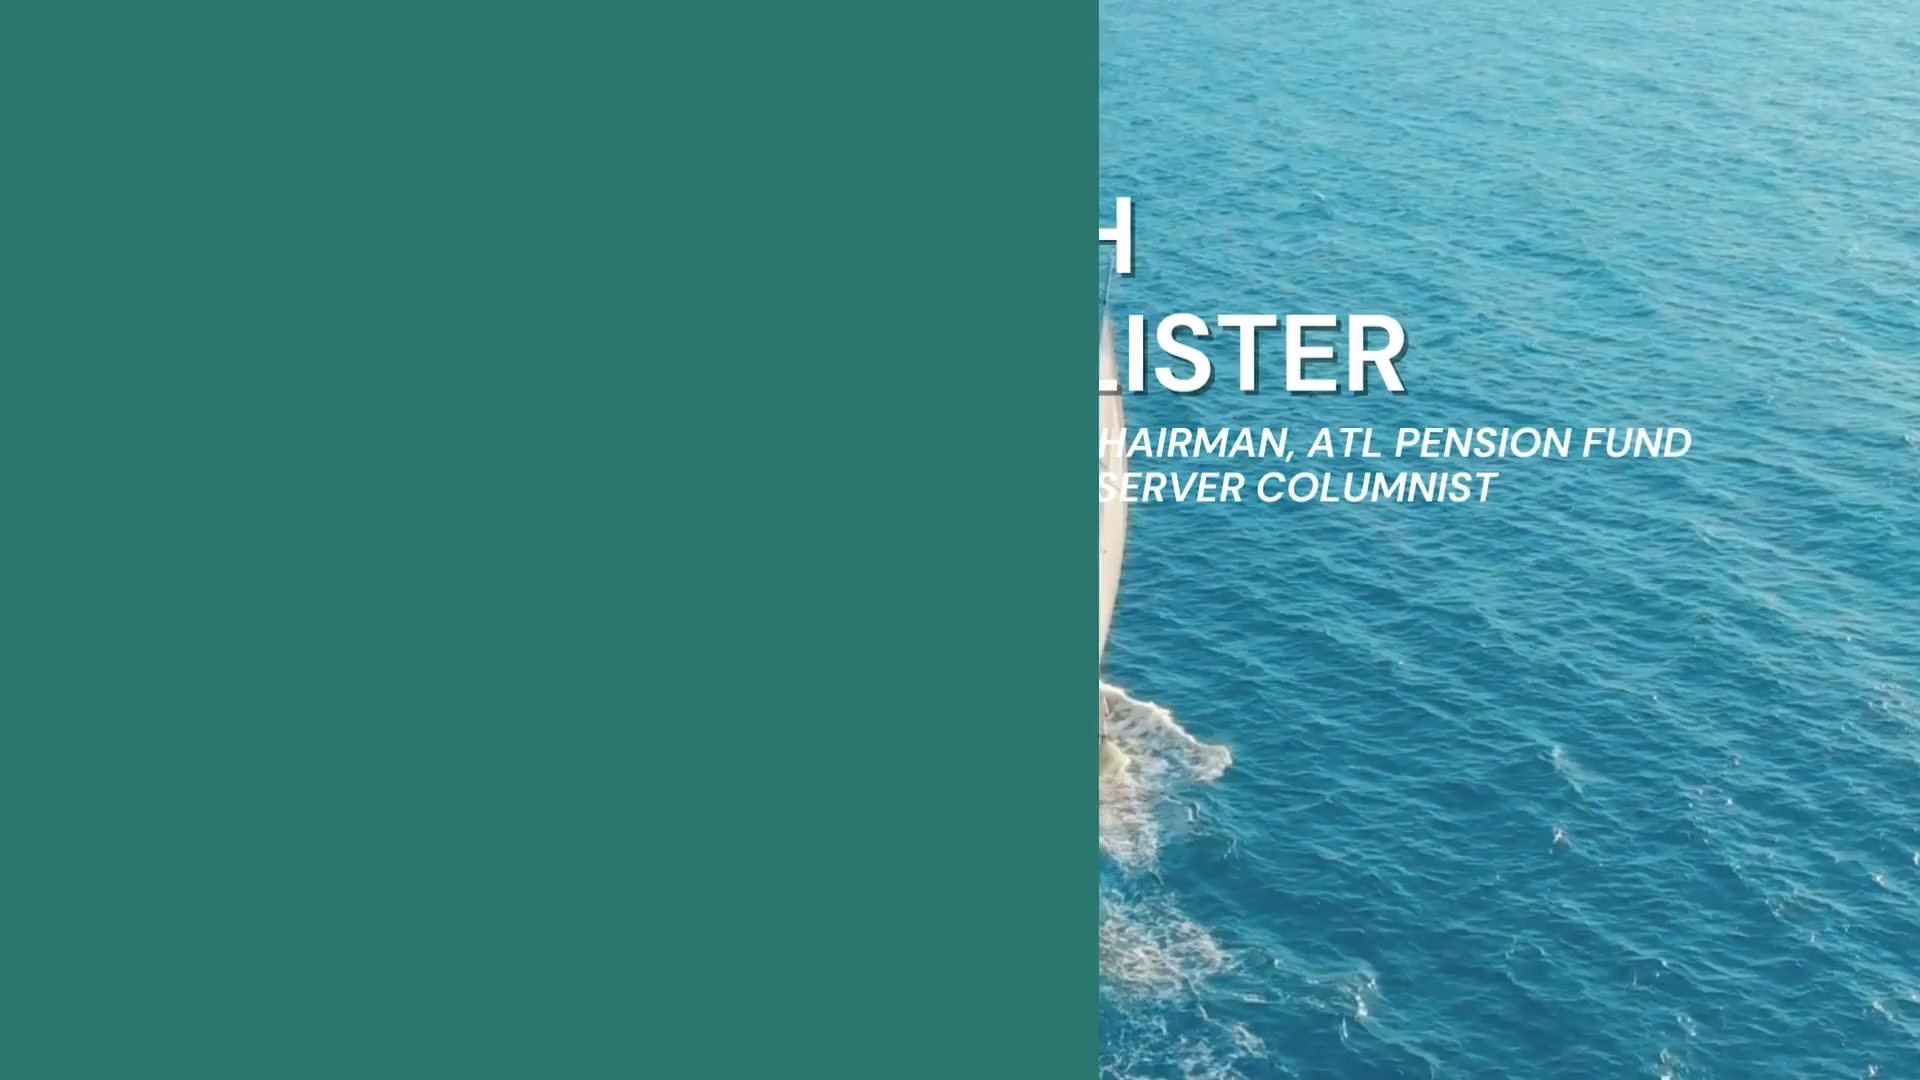 H
LISTER
HAIRMAN, ATL PENSION FUND
SERVER COLUMNIST